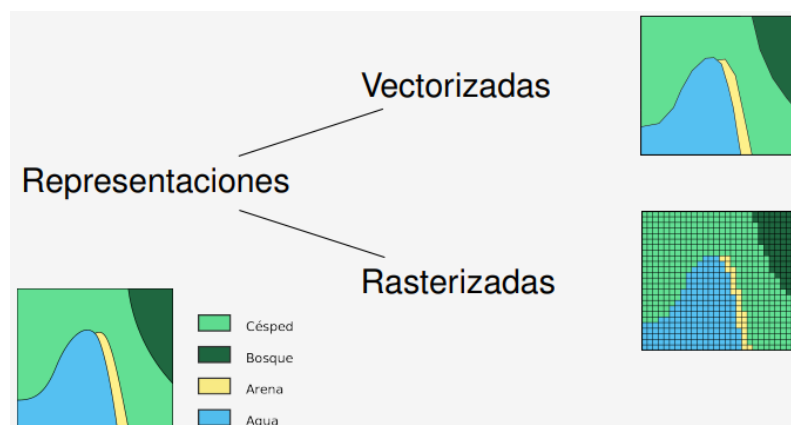 Vectorizadas
Representaciones
Rasterizadas
Césped
Bosque
Arena
Agua